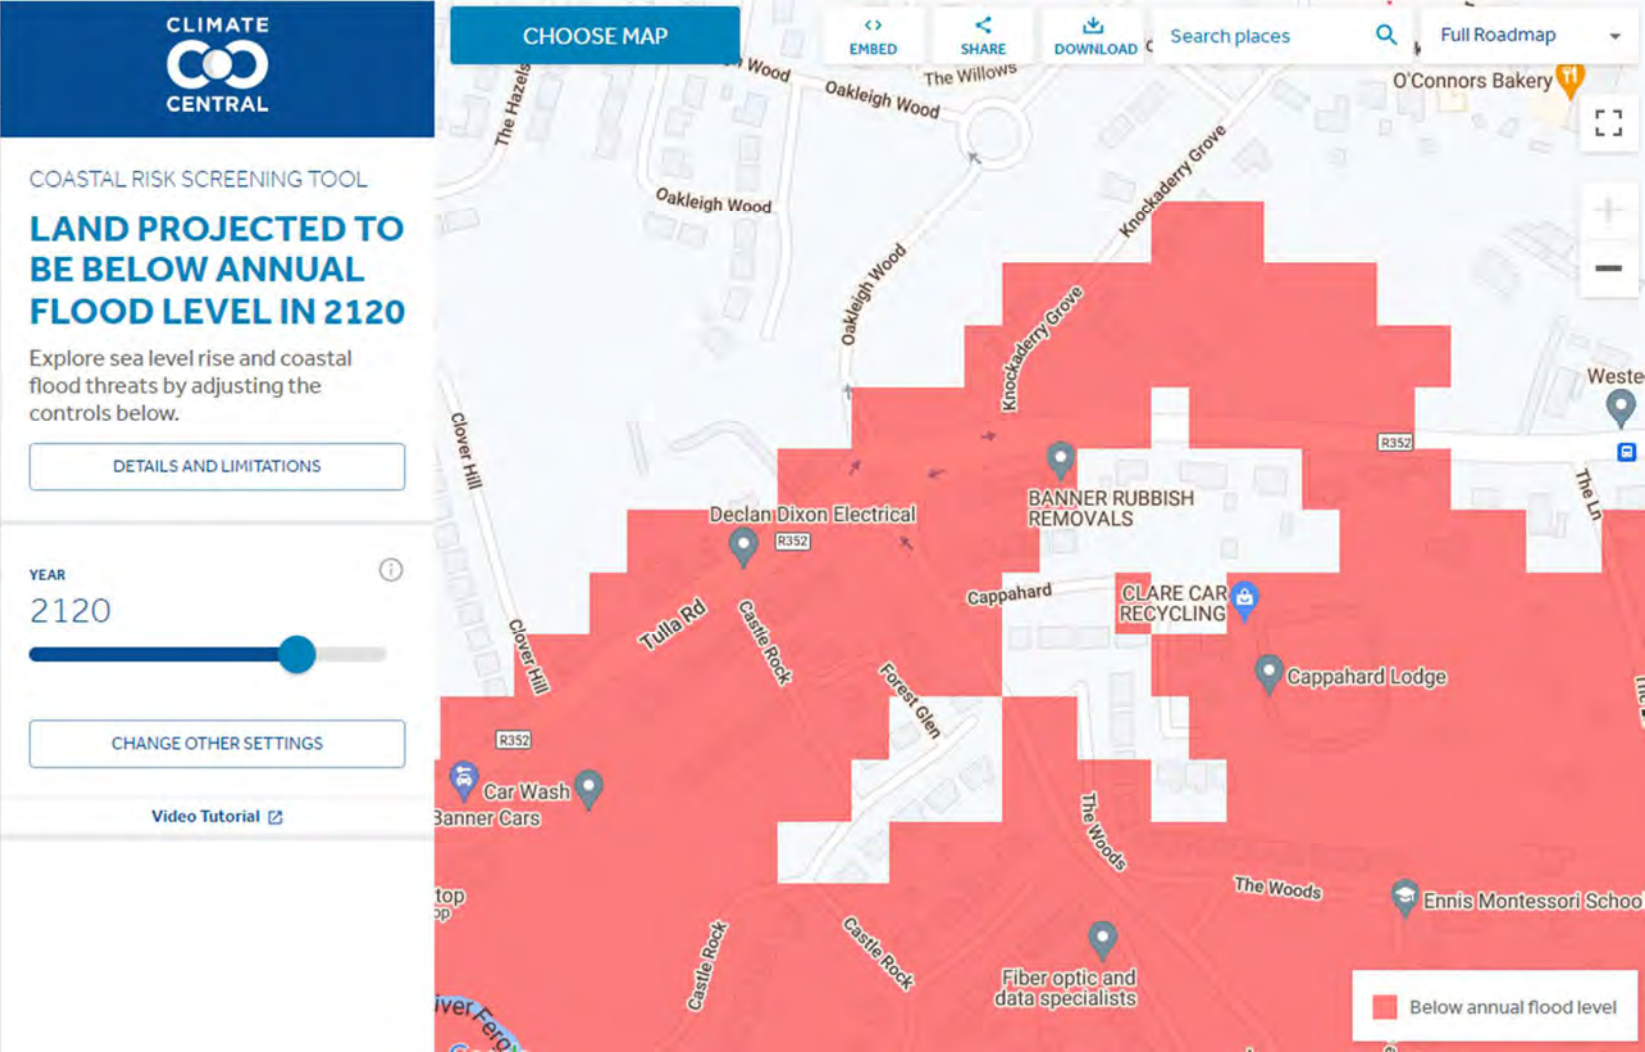 CLIMATE
CENTRAL
COASTAL RISK SCREENING TOOL
LAND PROJECTED TO
BE BELOW ANNUAL
FLOOD LEVEL IN 2120
Explore sea level rise and coastal
flood threats by adjusting the
controls below.
DETAILS AND LIMITATIONS
YEAR
2120
CHANGE OTHER SETTINGS
Video Tutorial
CHOOSE MAP
EMBED
SHARE
DOWNLOAD
Search places
Full Roadmap
Wood
The Willows
Oakleigh Wood
O'Connors Bakery
The Hazels
Oakleigh Wood
Knockaderry Grove
Oakleigh Wood
Knockaderry Grove
Weste
Clover Hill
R352
The Ln
BANNER RUBBISH
REMOVALS
Declan Dixon Electrical
R352
Cappahard
CLARE CAR
RECYCLING
Tulla Rd
Castle Rock
Clover Hill
Cappahard Lodge
Forest Glen
R352
Car Wash
Banner Cars
The Woods
The Woods
Ennis Montessori Schoo
top
op
Castle Rock
Castle Rock
Fiber optic and
data specialists
iver Ferg
Below annual flood level